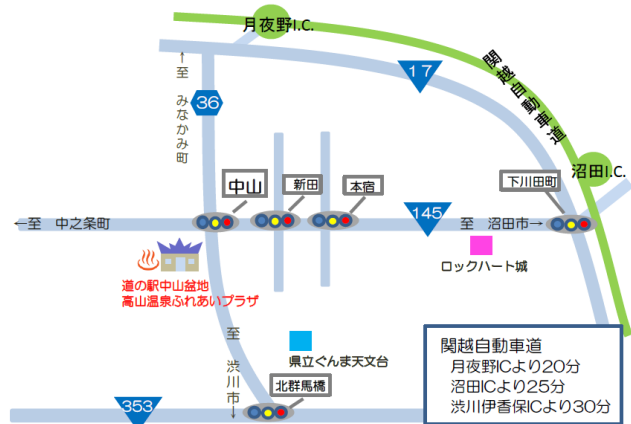 月夜野I.C.
関越自動車道
17
←至 みなかみ町
36
沼田I.C.
中山
新田
本宿
下川田町
←至 中之条町
145
至 沼田市→
ロックハート城
道の駅中山盆地
高山温泉ふれあいプラザ
至 渋川市→
県立ぐんま天文台
北群馬橋
353
関越自動車道
月夜野ICより20分
沼田ICより25分
渋川伊香保ICより30分